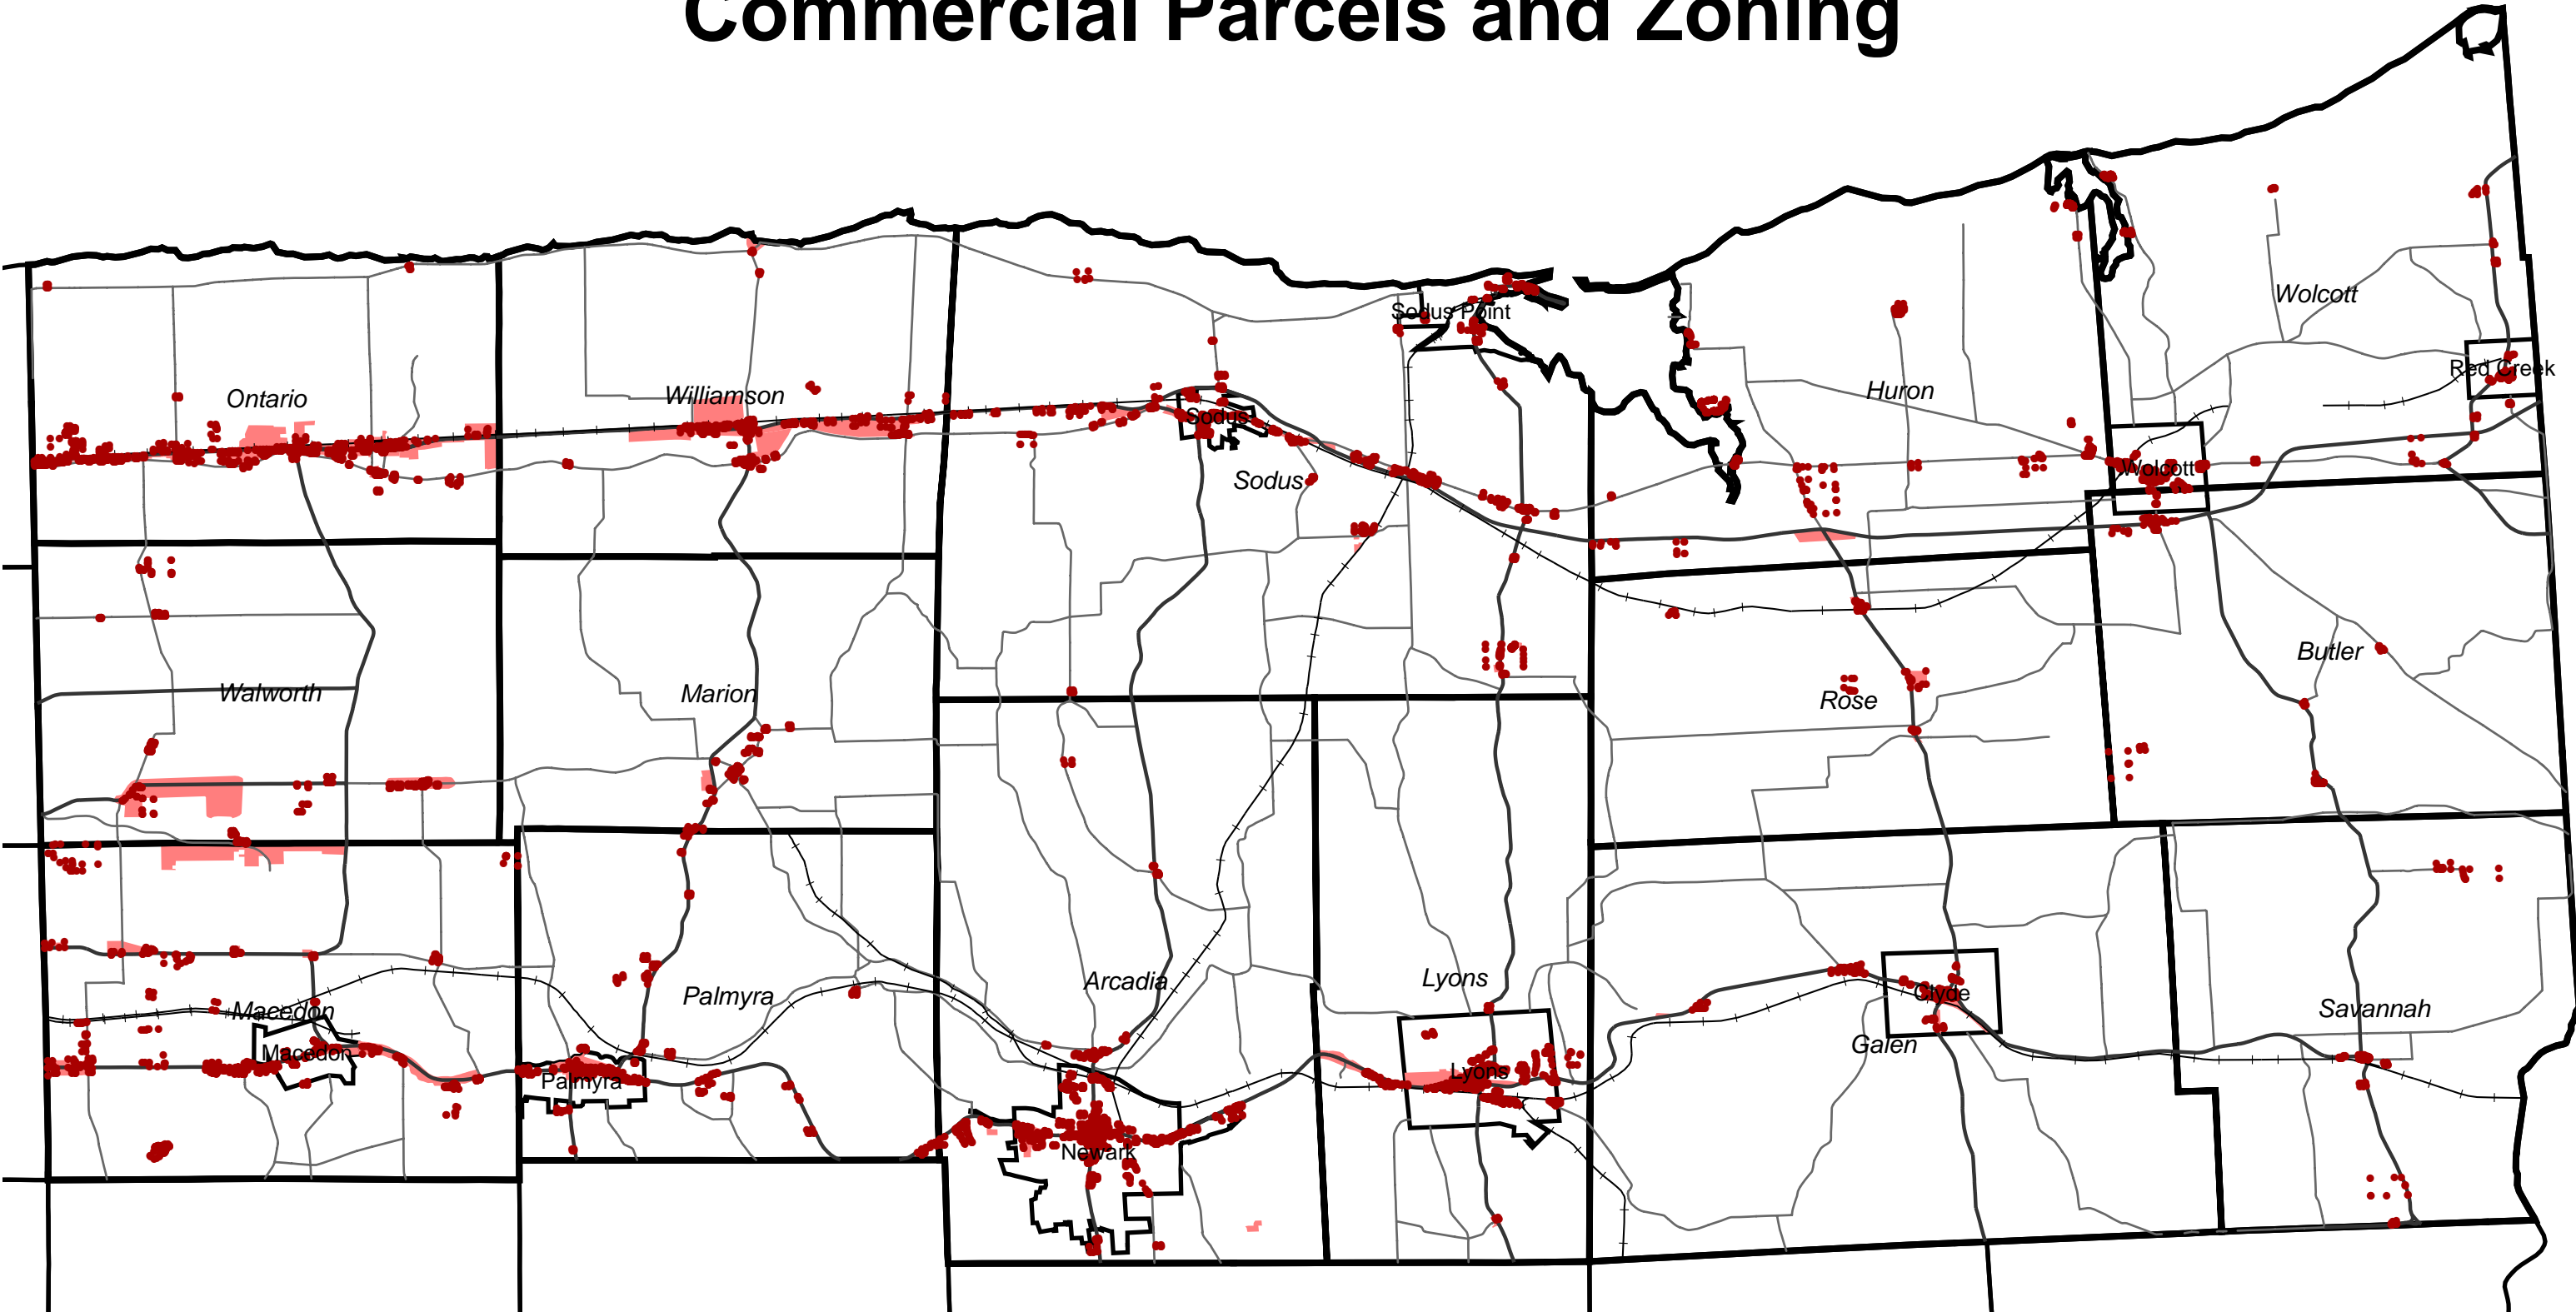 Commercial Parcels and Zoning
Wolcott
Sodus Point
Red Creek
Huron
Williamson
Ontario
Sodus
Wolcott
Sodus
Butler
Walworth
Marion
Rose
Lyons
Arcadia
Palmyra
Clyde
Savannah
Macedon
Galen
Macedon
Lyons
Palmyra
Newark